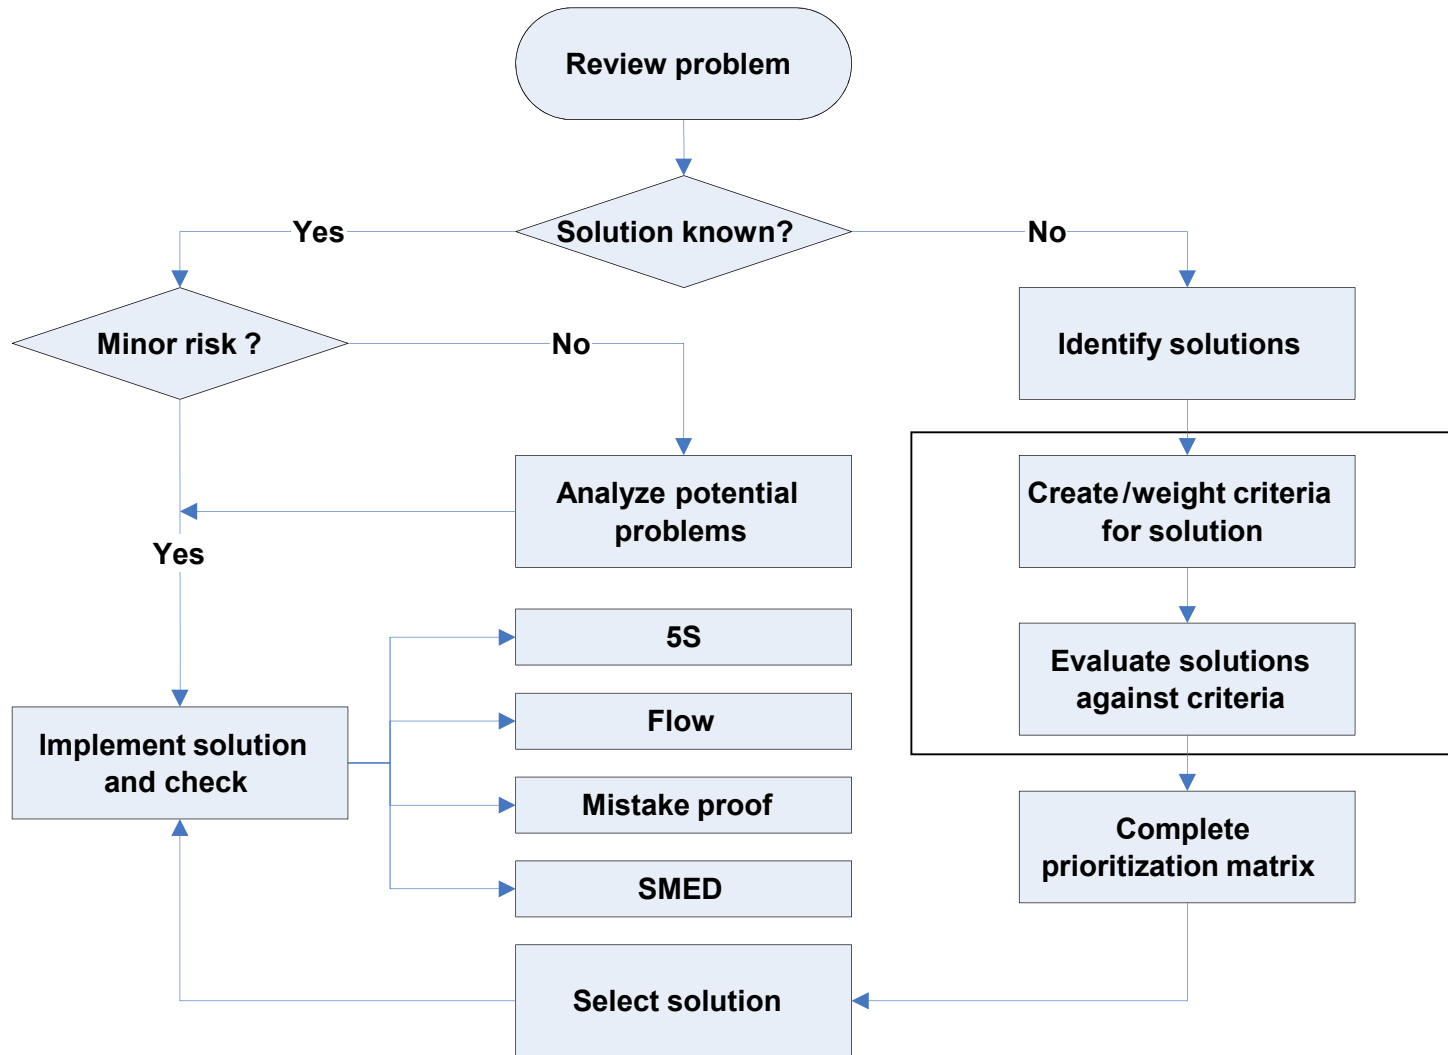 Review problem
Yes
Solution known?
No
Minor risk ?
No
Identify solutions
Analyze potential
problems
Create/weight criteria
for solution
Yes
5S
Evaluate solutions
against criteria
Flow
Implement solution
and check
Mistake proof
Complete
prioritization matrix
SMED
Select solution